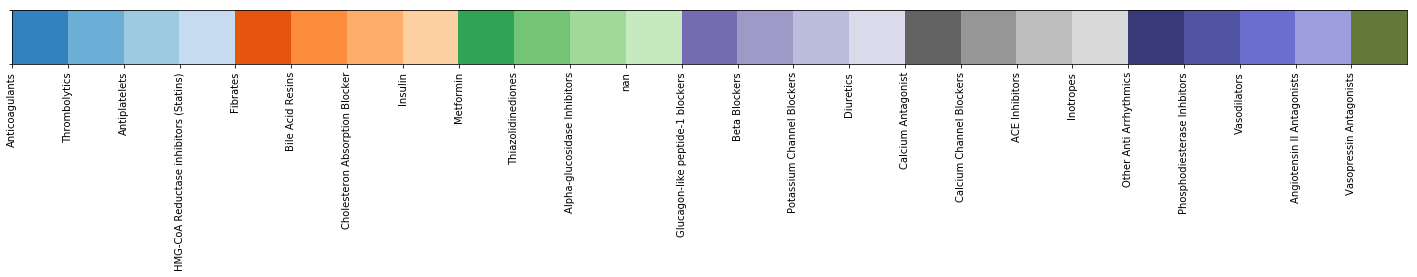 Anticoagulants
Thrombolytics
Antiplatelets
HMG-CoA Reductase inhibitors (Statins)
Fibrates
Bile Acid Resins
Cholesteron Absorption Blocker
Insulin
Metformin
Thiazolidinediones
Alpha-glucosidase Inhibitors
nan
Glucagon-like peptide-1 blockers
Beta Blockers
Potassium Channel Blockers
Diuretics
Calcium Antagonist
Calcium Channel Blockers
ACE Inhibitors
Inotropes
Other Anti Arrhythmics
Phosphodiesterase Inhbitors
Vasodilators
Angiotensin II Antagonists
Vasopressin Antagonists